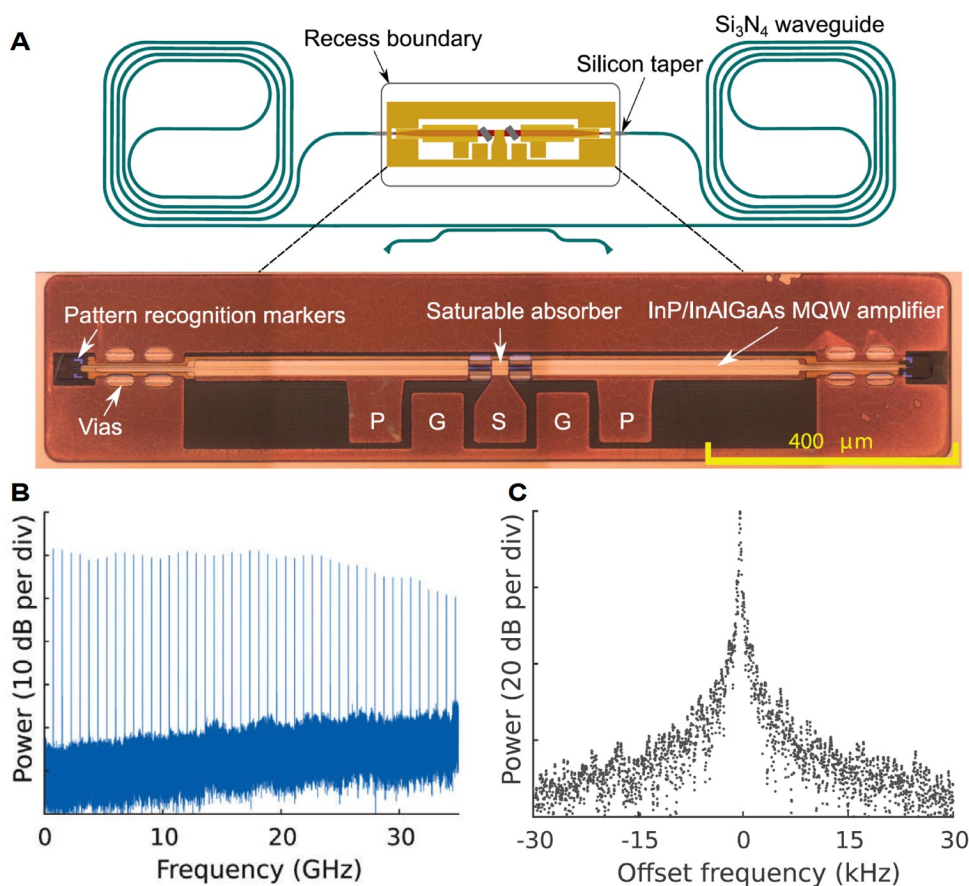 A
Recess boundary
Si₃N₄ waveguide
Silicon taper
Pattern recognition markers
Saturable absorber
InP/InAlGaAs MQW amplifier
Vias
P G S G P
400 μm
B
Power (10 dB per div)
0 10 20 30
Frequency (GHz)
C
Power (20 dB per div)
-30 -15 0 15 30
Offset frequency (kHz)